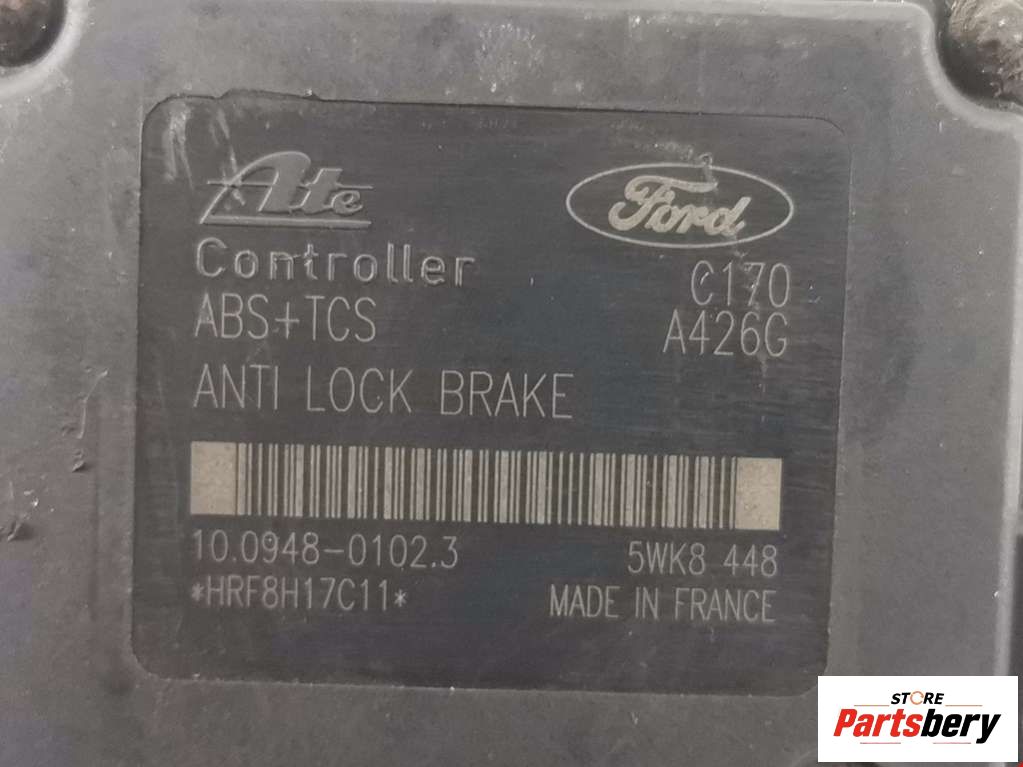 Ate
Ford
Controller
C170
ABS+TCS
A426G
ANTI LOCK BRAKE
10.0948-0102.3
5WK8 448
*HRF8H17C11*
MADE IN FRANCE
STORE
Partsbery